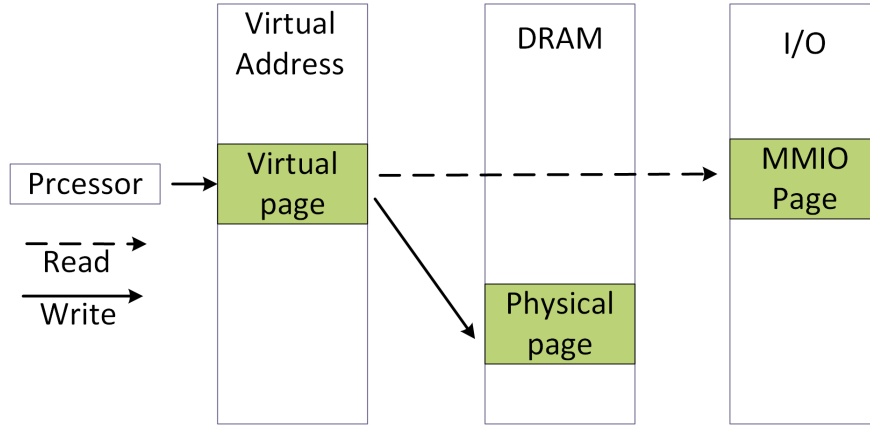 Virtual
Address
DRAM
I/O
Virtual
page
MMIO
Page
Prcessor
Read
Write
Physical
page